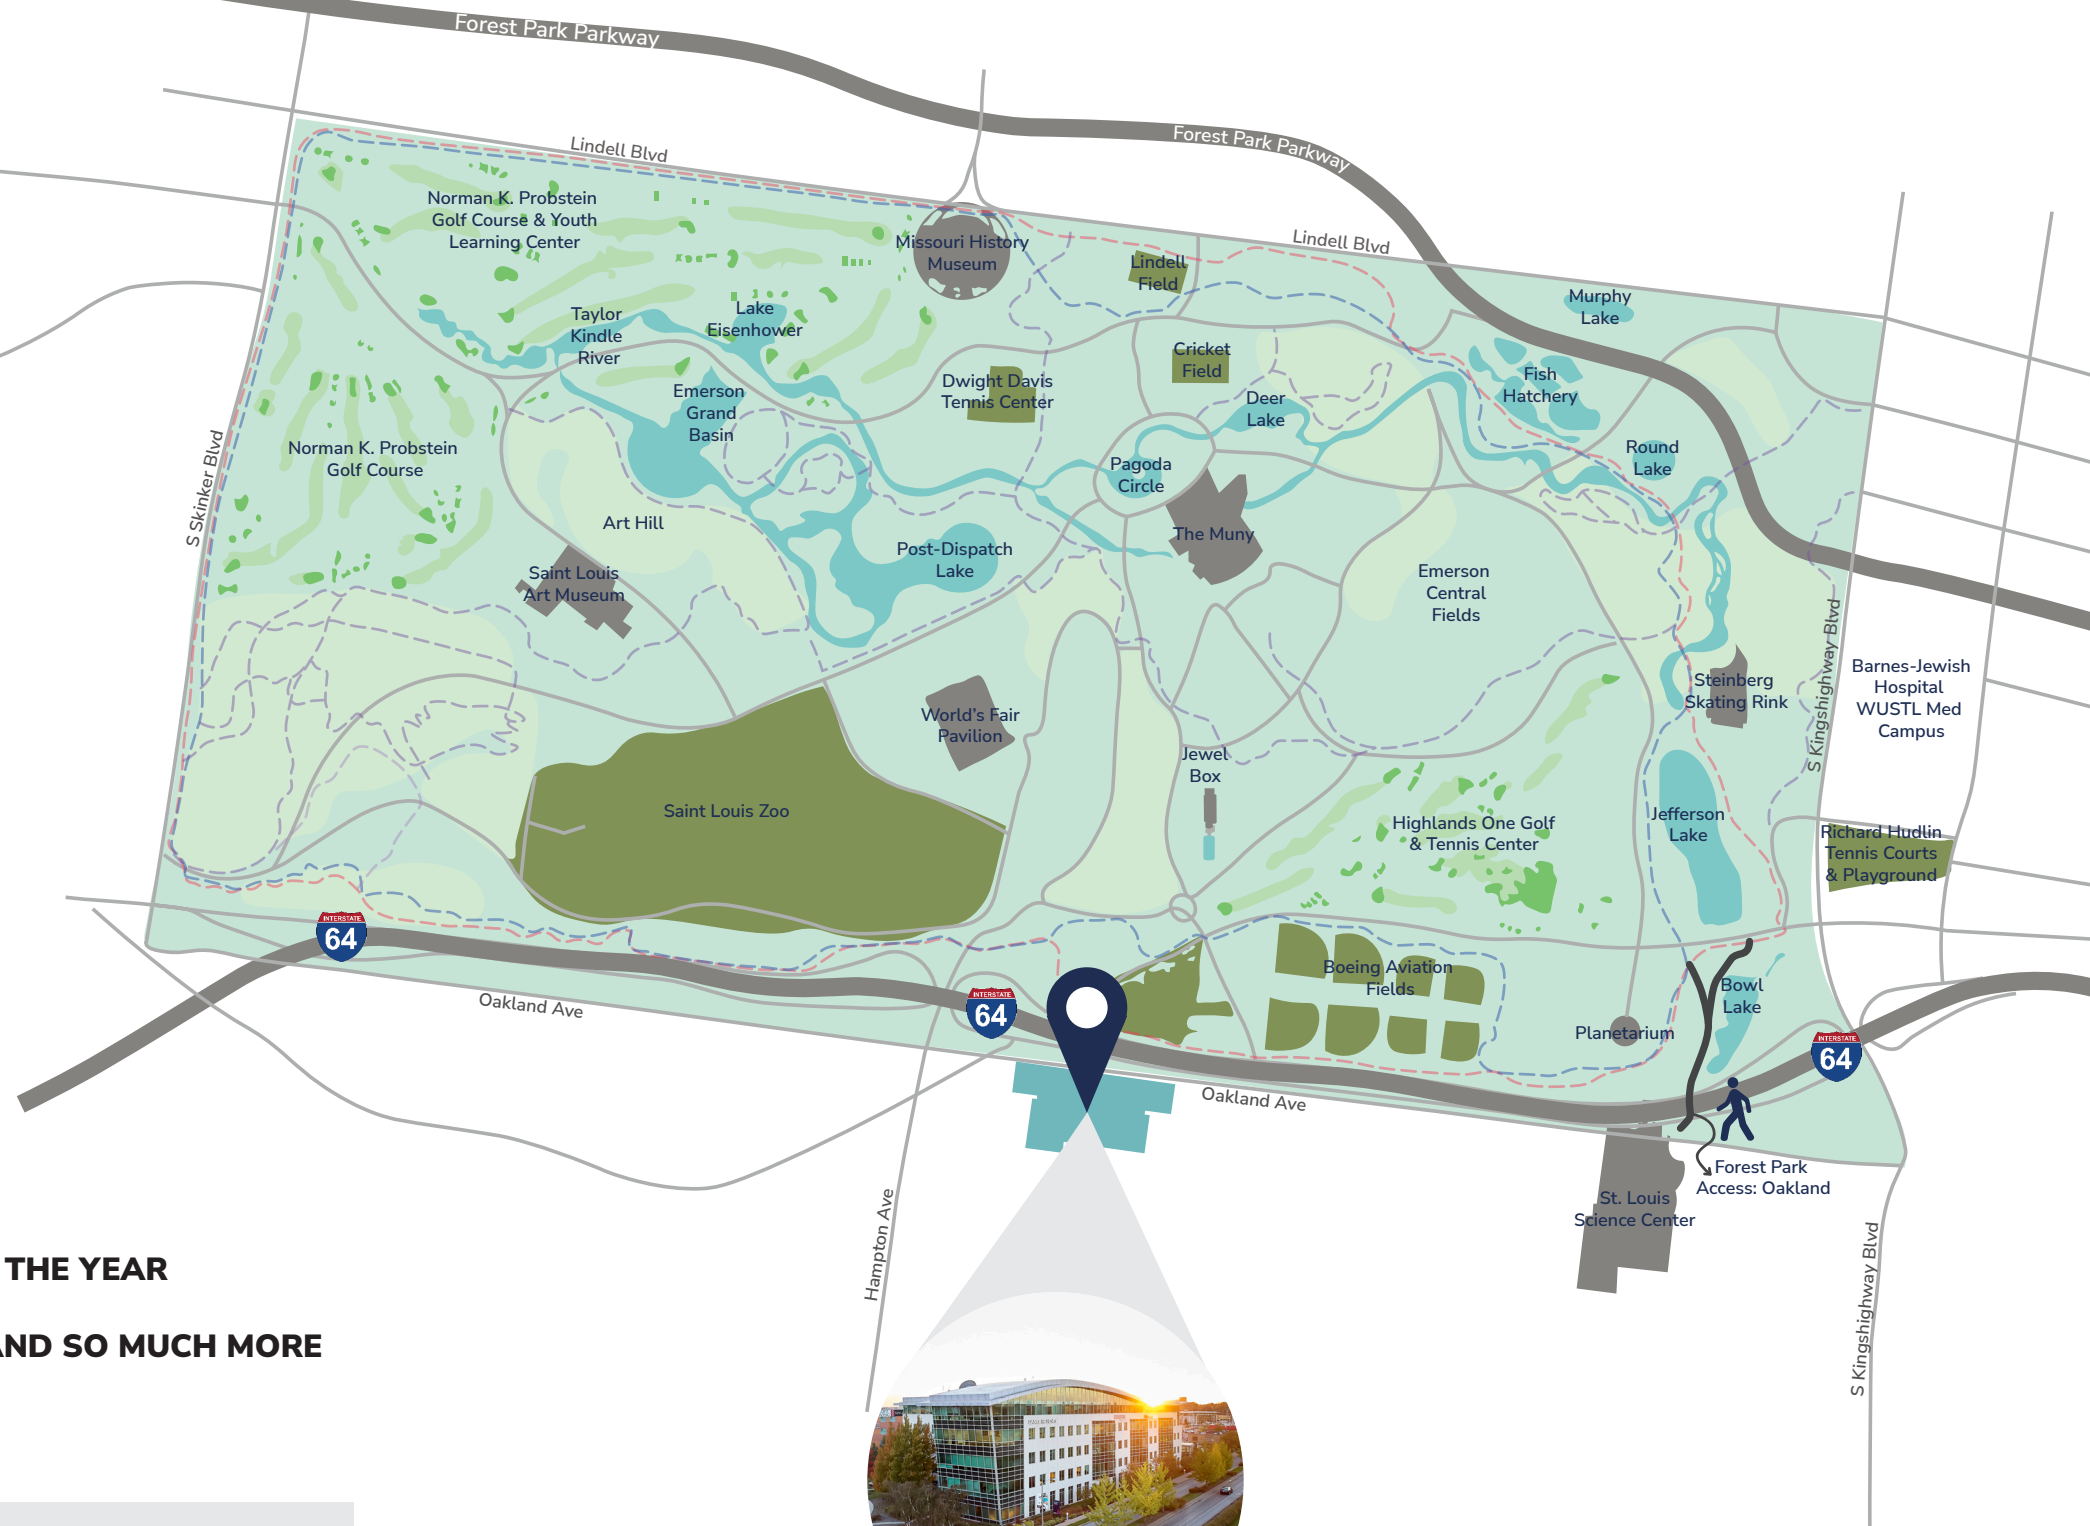 Forest Park Parkway
Forest Park Parkway
Lindell Blvd
Lindell Blvd
Norman K. Probstein
Golf Course & Youth
Learning Center
Missouri History
Museum
Lindell
Field
Murphy
Lake
Taylor
Kindle
River
Lake
Eisenhower
Cricket
Field
Fish
Hatchery
Dwight Davis
Tennis Center
Emerson
Grand
Basin
Deer
Lake
Norman K. Probstein
Golf Course
Pagoda
Circle
Round
Lake
S Skinker Blvd
Art Hill
The Muny
Post-Dispatch
Lake
Saint Louis
Art Museum
Emerson
Central
Fields
S Kingshighway Blvd
Barnes-Jewish
Hospital
WUSTL Med
Campus
Steinberg
Skating Rink
World's Fair
Pavilion
Jewel
Box
Saint Louis Zoo
Highlands One Golf
& Tennis Center
Jefferson
Lake
Richard Hudlin
Tennis Courts
& Playground
INTERSTATE
64
Boeing Aviation
Fields
Bowl
Lake
Oakland Ave
INTERSTATE
64
Planetarium
INTERSTATE
64
Oakland Ave
Forest Park
Access: Oakland
St. Louis
Science Center
Hampton Ave
S Kingshighway Blvd
THE YEAR
AND SO MUCH MORE